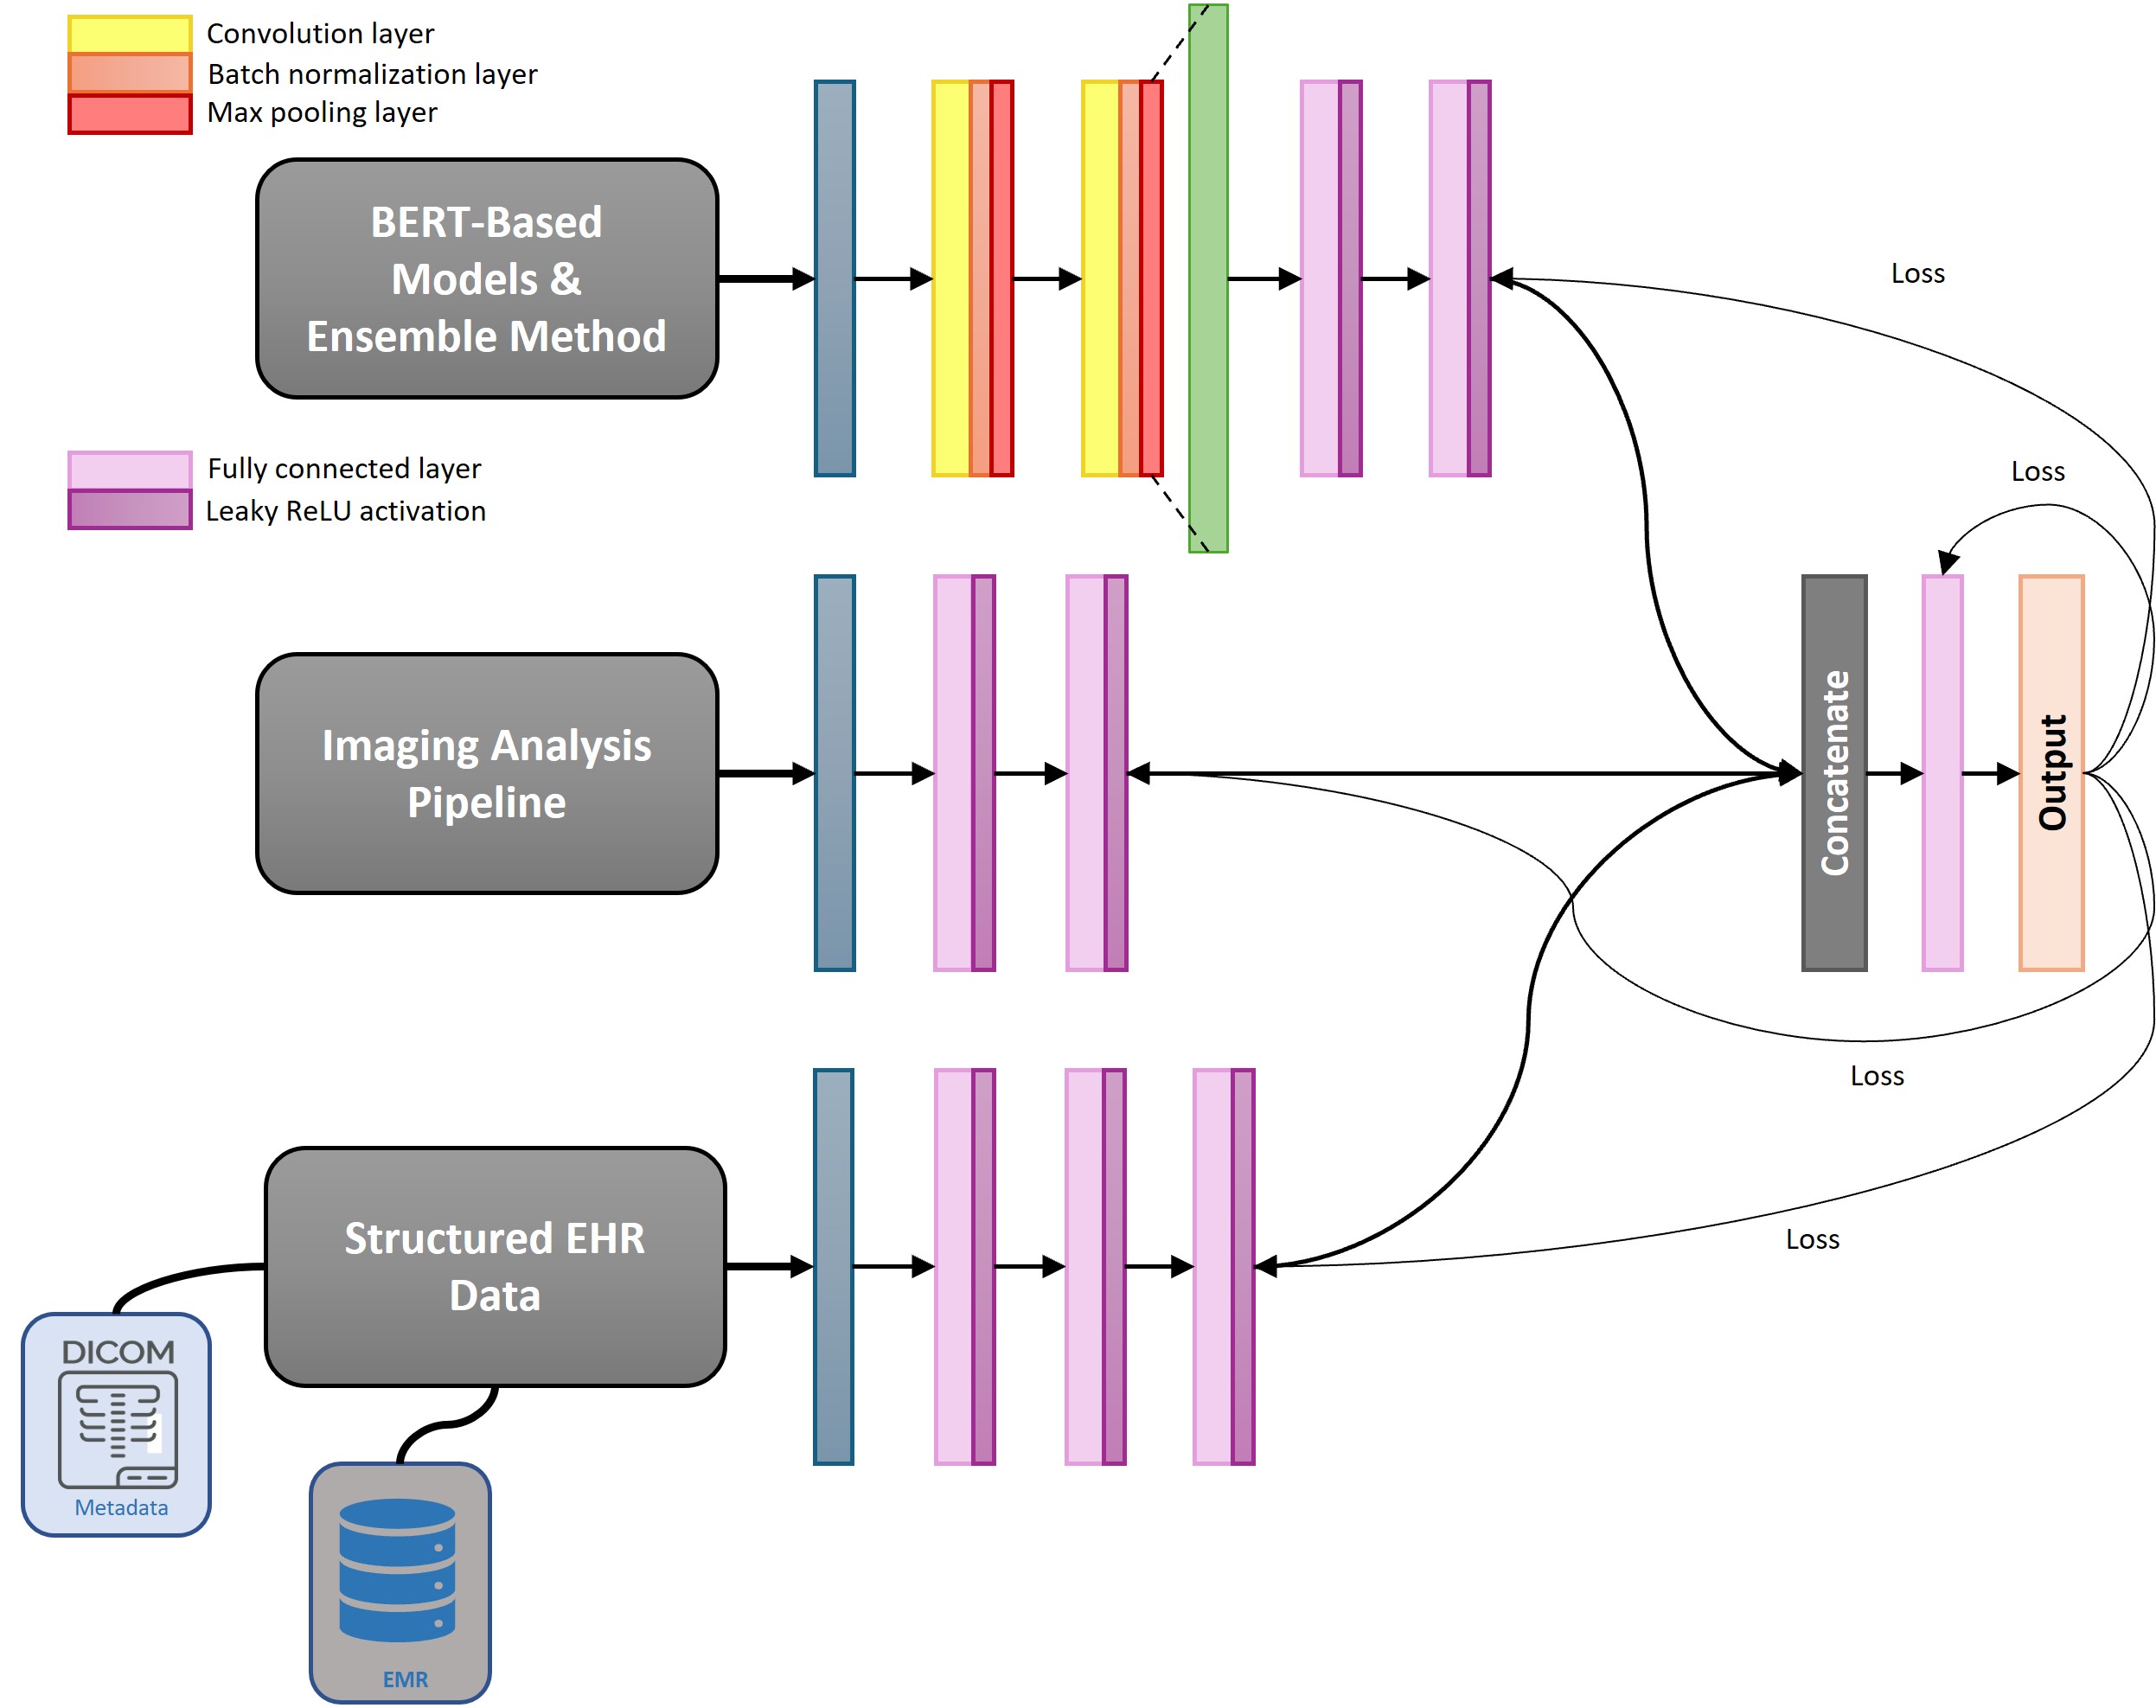 Convolution layer
Batch normalization layer
Max pooling layer
BERT-Based
Models &
Ensemble Method
Loss
Fully connected layer
Leaky ReLU activation
Loss
Imaging Analysis
Pipeline
Concatenate
Output
Loss
Structured EHR
Data
Loss
DICOM
Metadata
EMR